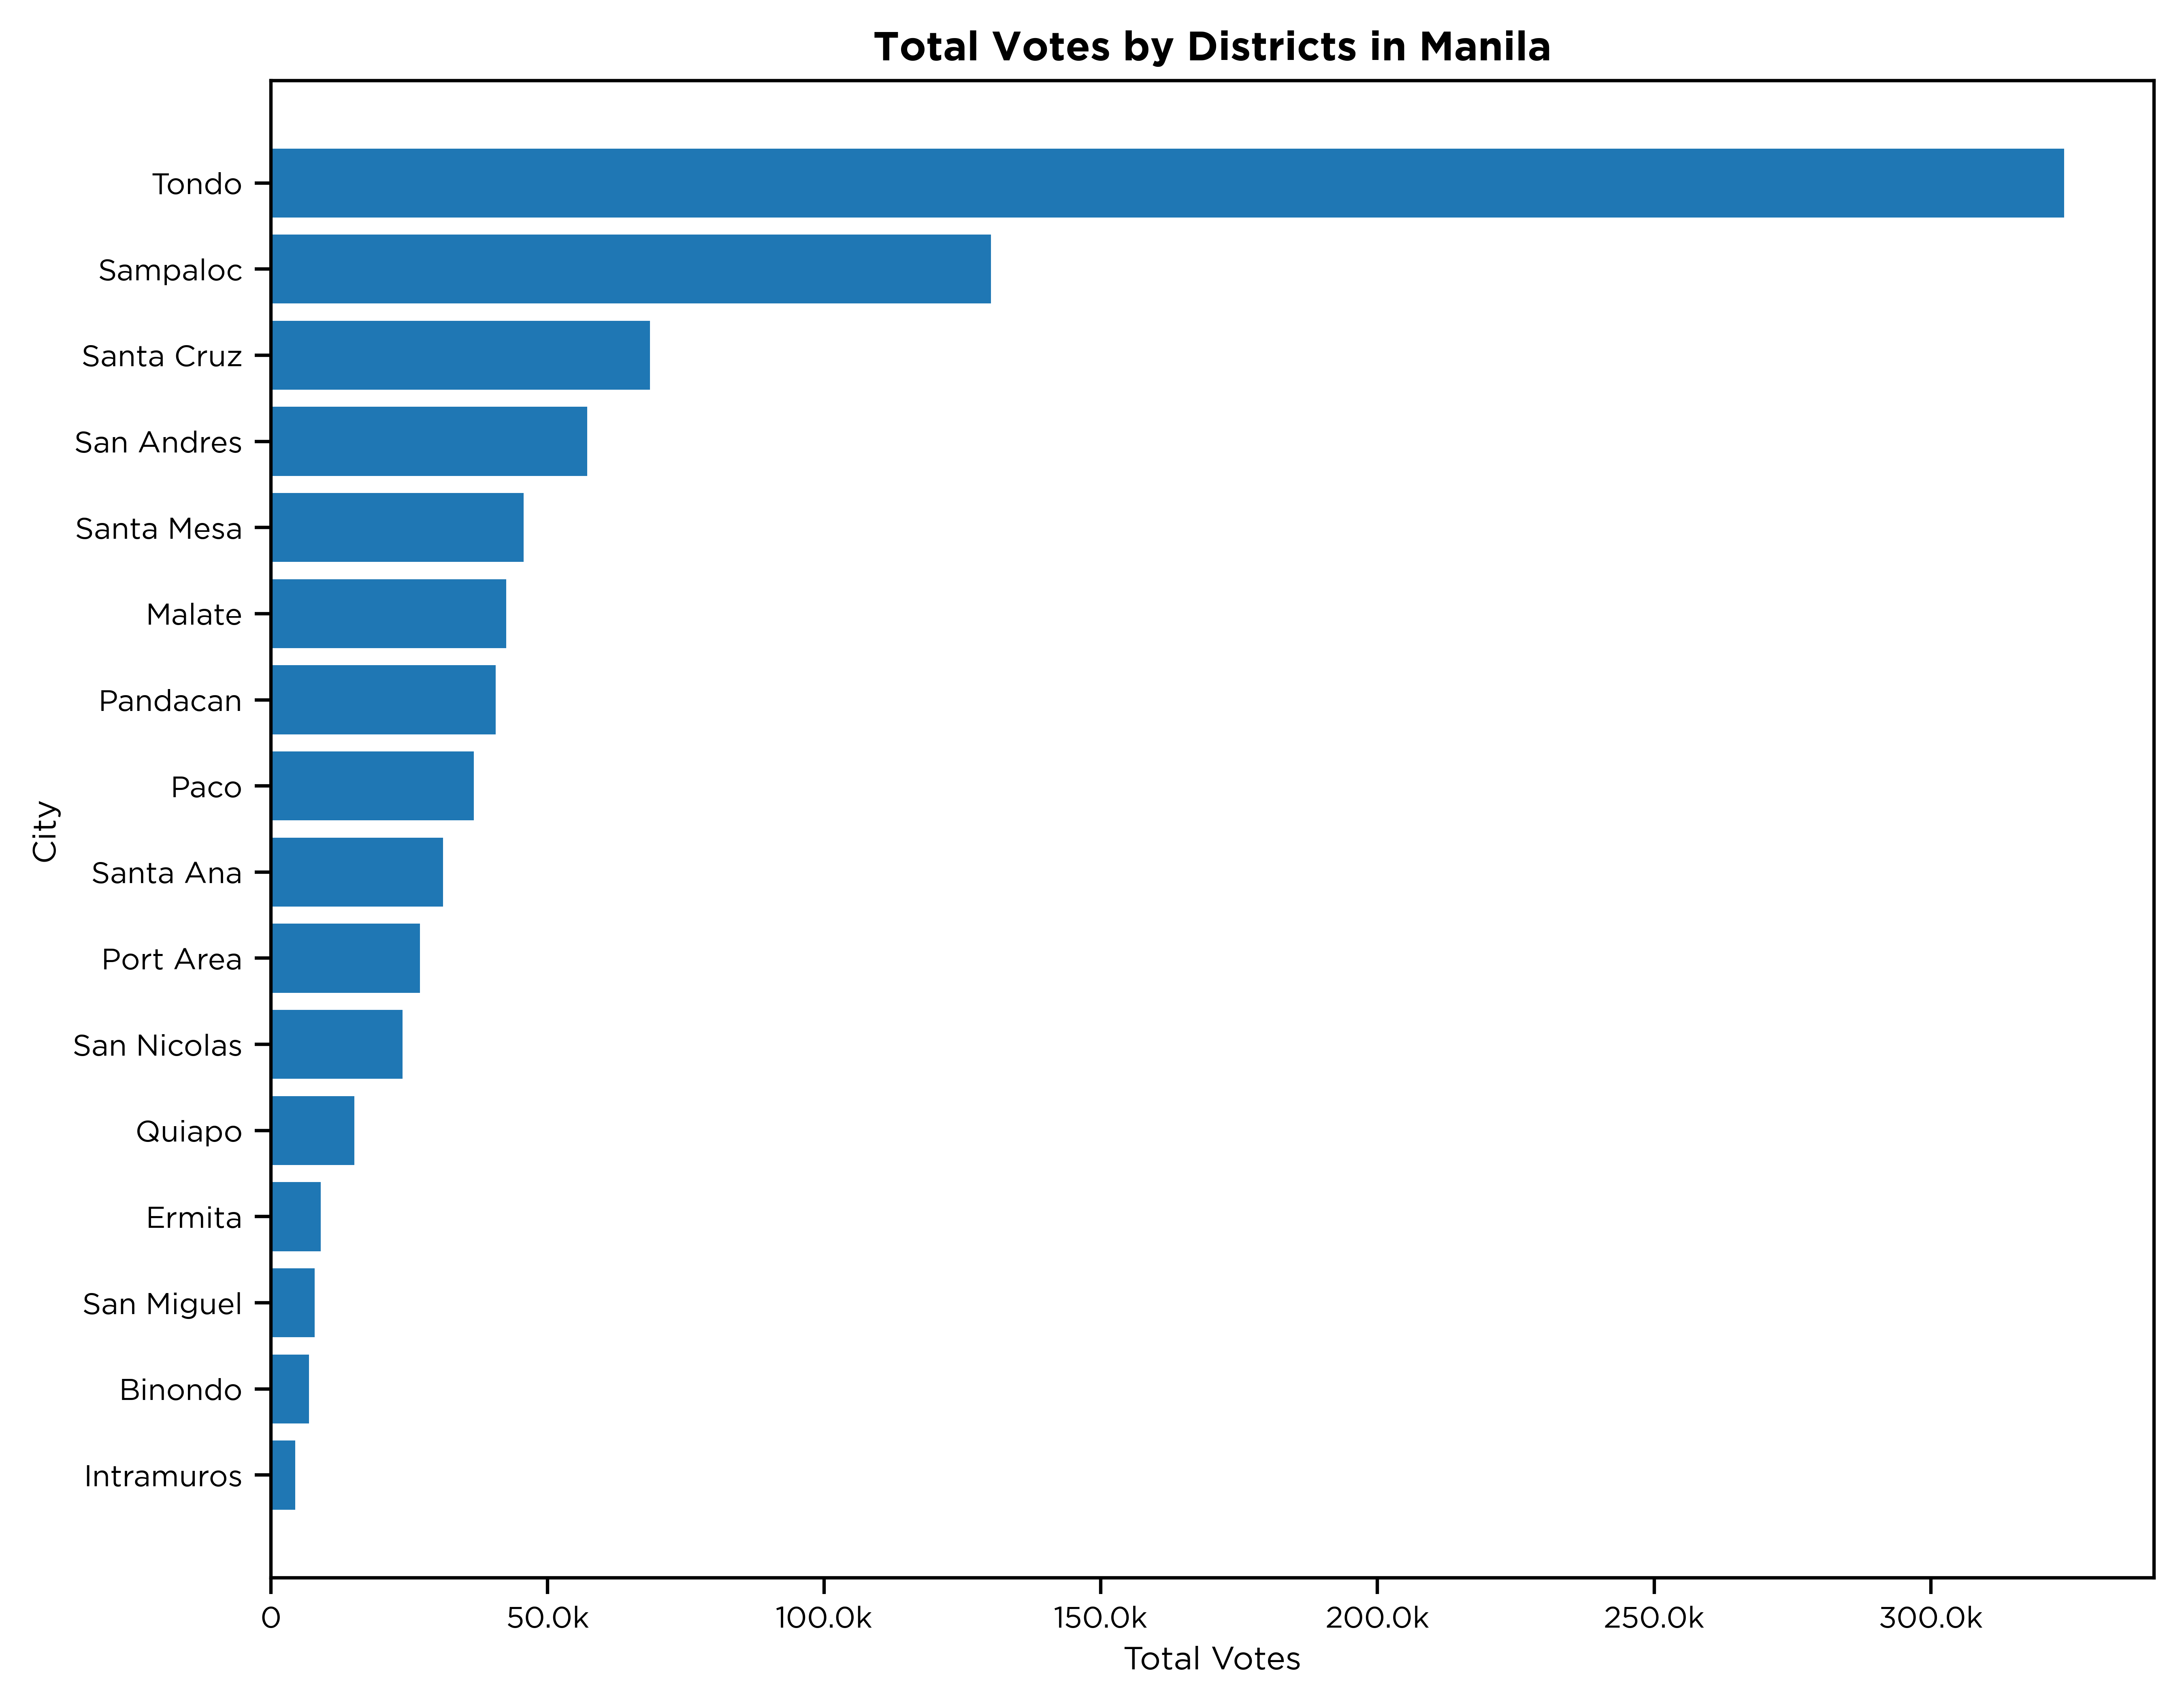 Total Votes by Districts in Manila
Tondo
Sampaloc
Santa Cruz
San Andres
Santa Mesa
Malate
Pandacan
Paco
Santa Ana
Port Area
San Nicolas
Quiapo
Ermita
San Miguel
Binondo
Intramuros
City
0 50.0k 100.0k 150.0k 200.0k 250.0k 300.0k
Total Votes